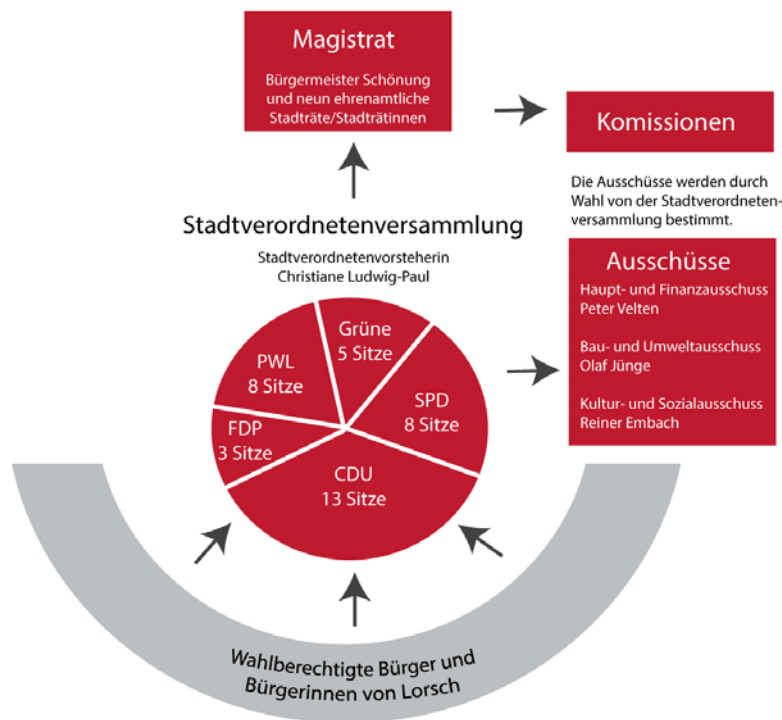 Magistrat
Bürgermeister Schönung
und neun ehrenamtliche
Stadträte/Stadträtinnen
Komissionen
Die Ausschüsse werden durch
Wahl von der Stadtverordneten-
versammlung bestimmt.
Stadtverordnetenversammlung
Stadtverordnetenvorsteherin
Christiane Ludwig-Paul
Ausschüsse
Haupt- und Finanzausschuss
Peter Velten
Bau- und Umweltausschuss
Olaf Jünge
Kultur- und Sozialausschuss
Reiner Embach
Grüne
5 Sitze
PWL
8 Sitze
SPD
8 Sitze
FDP
3 Sitze
CDU
13 Sitze
Wahlberechtigte Bürger und
Bürgerinnen von Lorsch